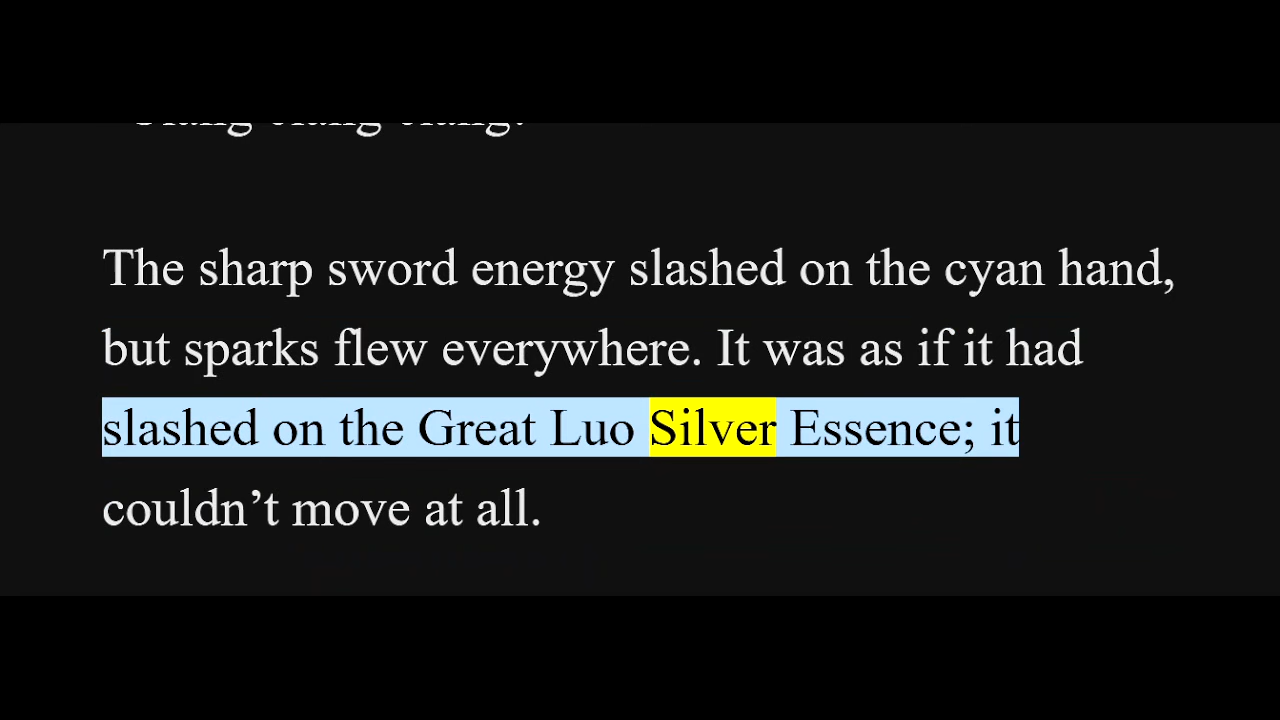 The sharp sword energy slashed on the cyan hand,
but sparks flew everywhere. It was as if it had
slashed on the Great Luo Silver Essence; it
couldn’t move at all.